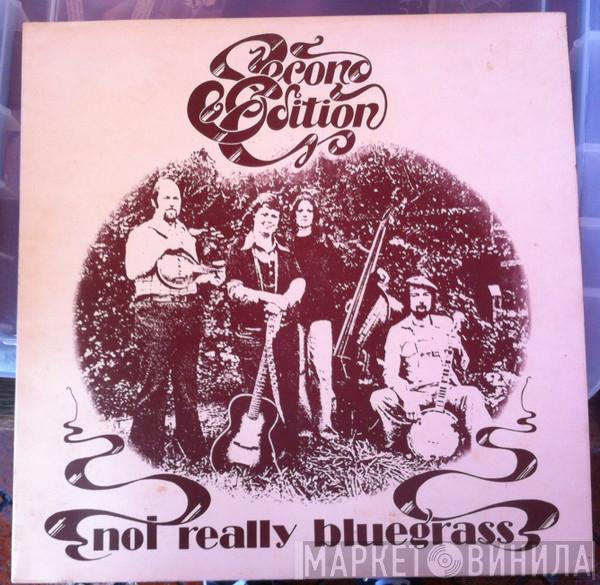 Second
Edition
not really bluegrass
МАРКЕТ ВИНИЛА